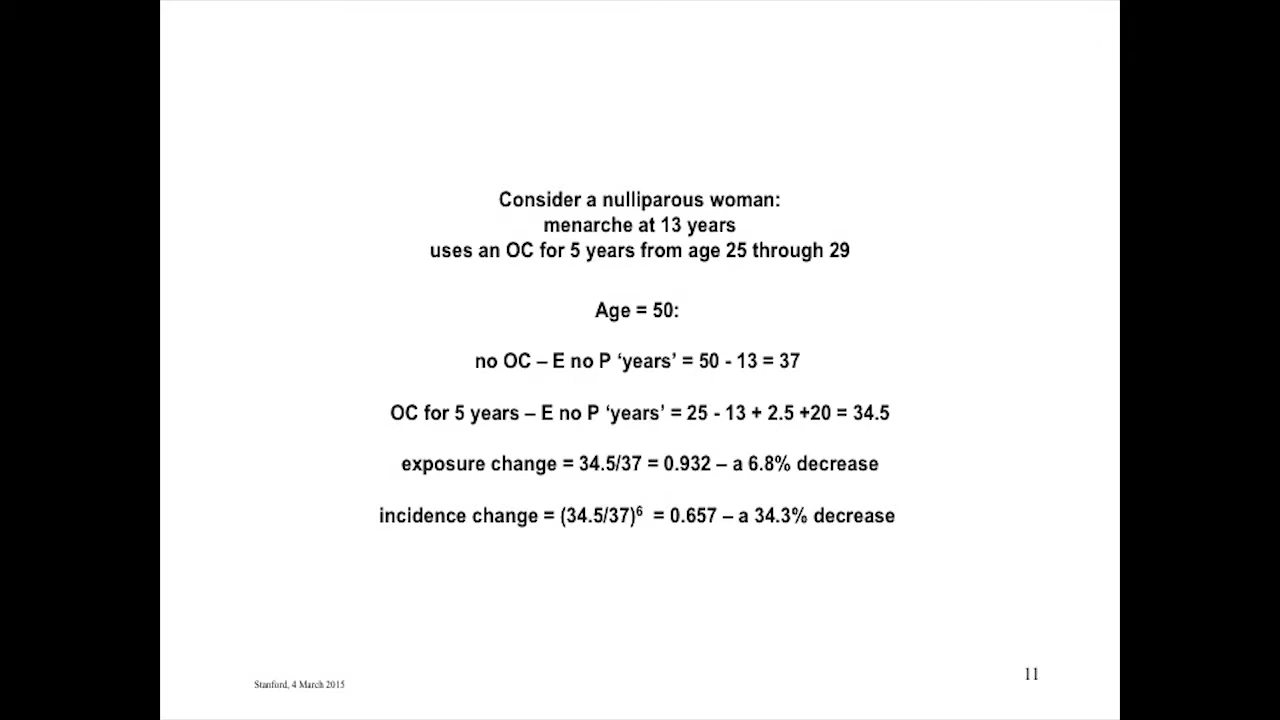 Consider a nulliparous woman:
menarche at 13 years
uses an OC for 5 years from age 25 through 29
Age = 50:
no OC – E no P ‘years’ = 50 - 13 = 37
OC for 5 years – E no P ‘years’ = 25 - 13 + 2.5 +20 = 34.5
exposure change = 34.5/37 = 0.932 – a 6.8% decrease
incidence change = (34.5/37)⁶ = 0.657 – a 34.3% decrease
Stanford, 4 March 2015
11